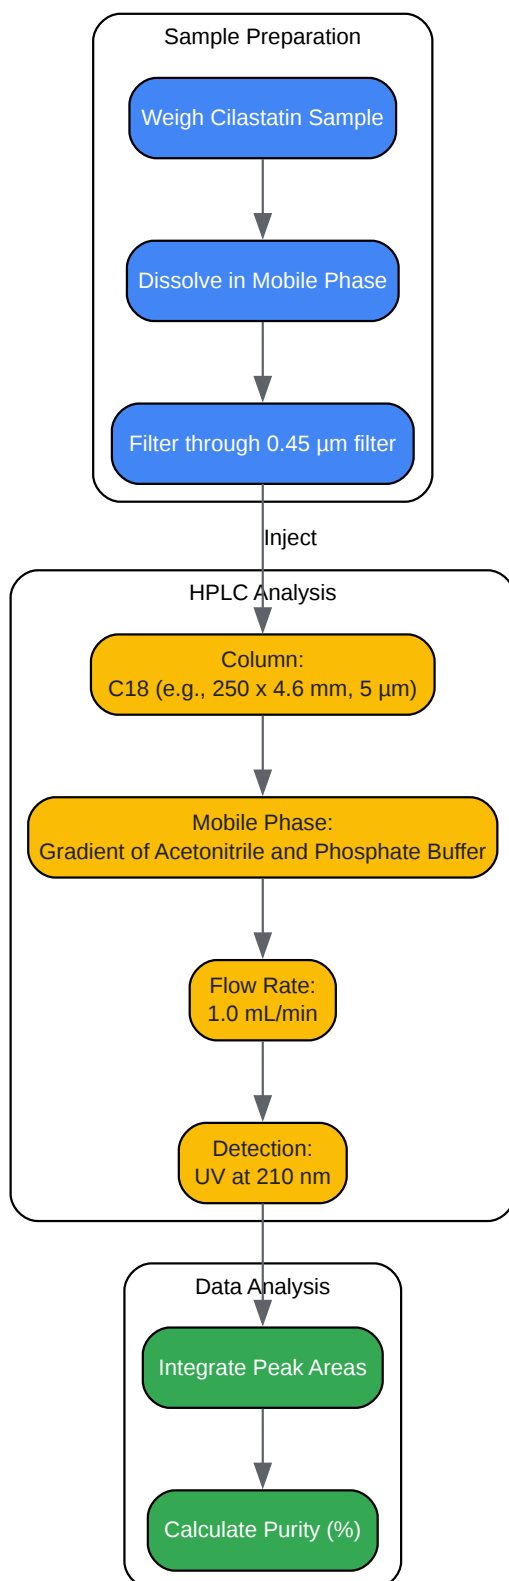 Sample Preparation
Weigh Cilastatin Sample
Dissolve in Mobile Phase
Filter through 0.45 µm filter
Inject
HPLC Analysis
Column:
C18 (e.g., 250 x 4.6 mm, 5 µm)
Mobile Phase:
Gradient of Acetonitrile and Phosphate Buffer
Flow Rate:
1.0 mL/min
Detection:
UV at 210 nm
Data Analysis
Integrate Peak Areas
Calculate Purity (%)